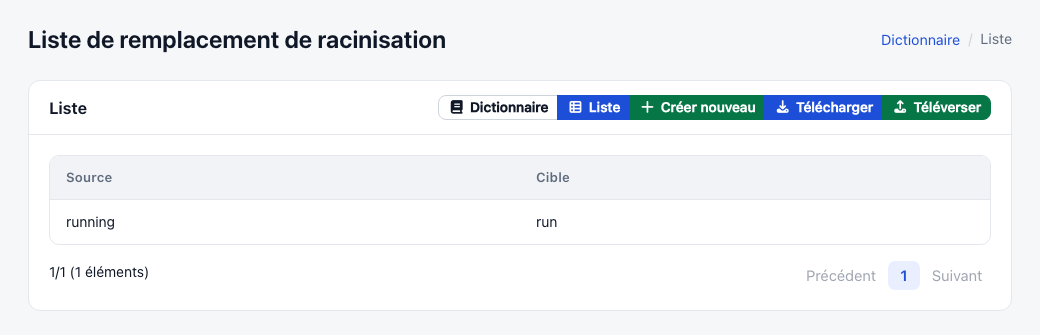 Liste de remplacement de racinisation
Dictionnaire / Liste
Liste
Dictionnaire Liste Créer nouveau Télécharger Téléverser
Source Cible
running run
1/1 (1 éléments)
Précédent 1 Suivant